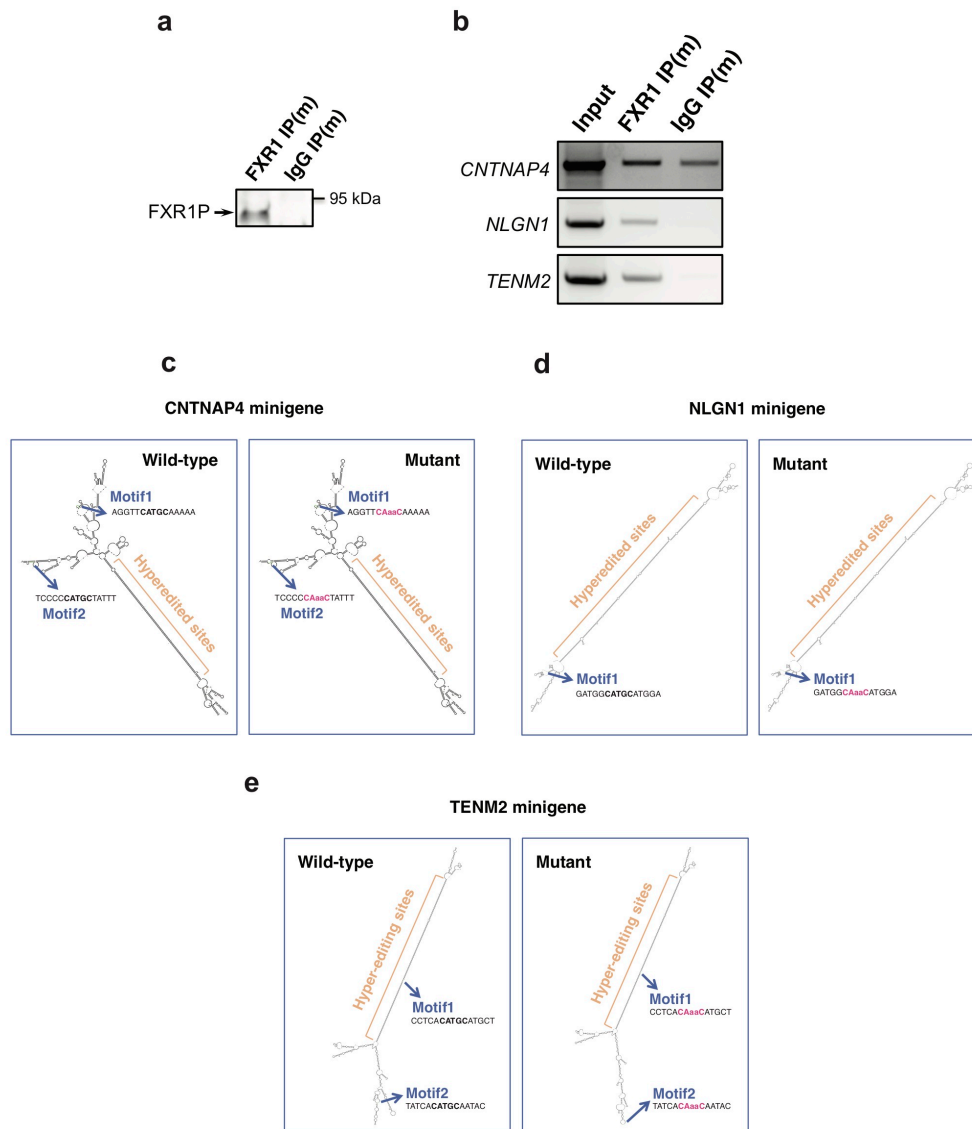 a
FXR1 IP(m)
IgG IP(m)
95 kDa
FXR1P
b
Input
FXR1 IP(m)
IgG IP(m)
CNTNAP4
NLGN1
TENM2
c
CNTNAP4 minigene
Wild-type
Motif1
AGGTTCATGCAAAAA
Hyperedited sites
TCCCCCATGCTATTT
Motif2
Mutant
Motif1
AGGTTCAaaCAAAAA
Hyperedited sites
TCCCCCAaaCTATTT
Motif2
d
NLGN1 minigene
Wild-type
Hyperedited sites
Motif1
GATGGCATGCATGGA
Mutant
Hyperedited sites
Motif1
GATGGCAaaCATGGA
e
TENM2 minigene
Wild-type
Hyper-editing sites
Motif1
CCTCACATGCATGCT
Motif2
TATCACATGCAATAC
Mutant
Hyper-editing sites
Motif1
CCTCACAaaCATGCT
Motif2
TATCACAaaCAATAC